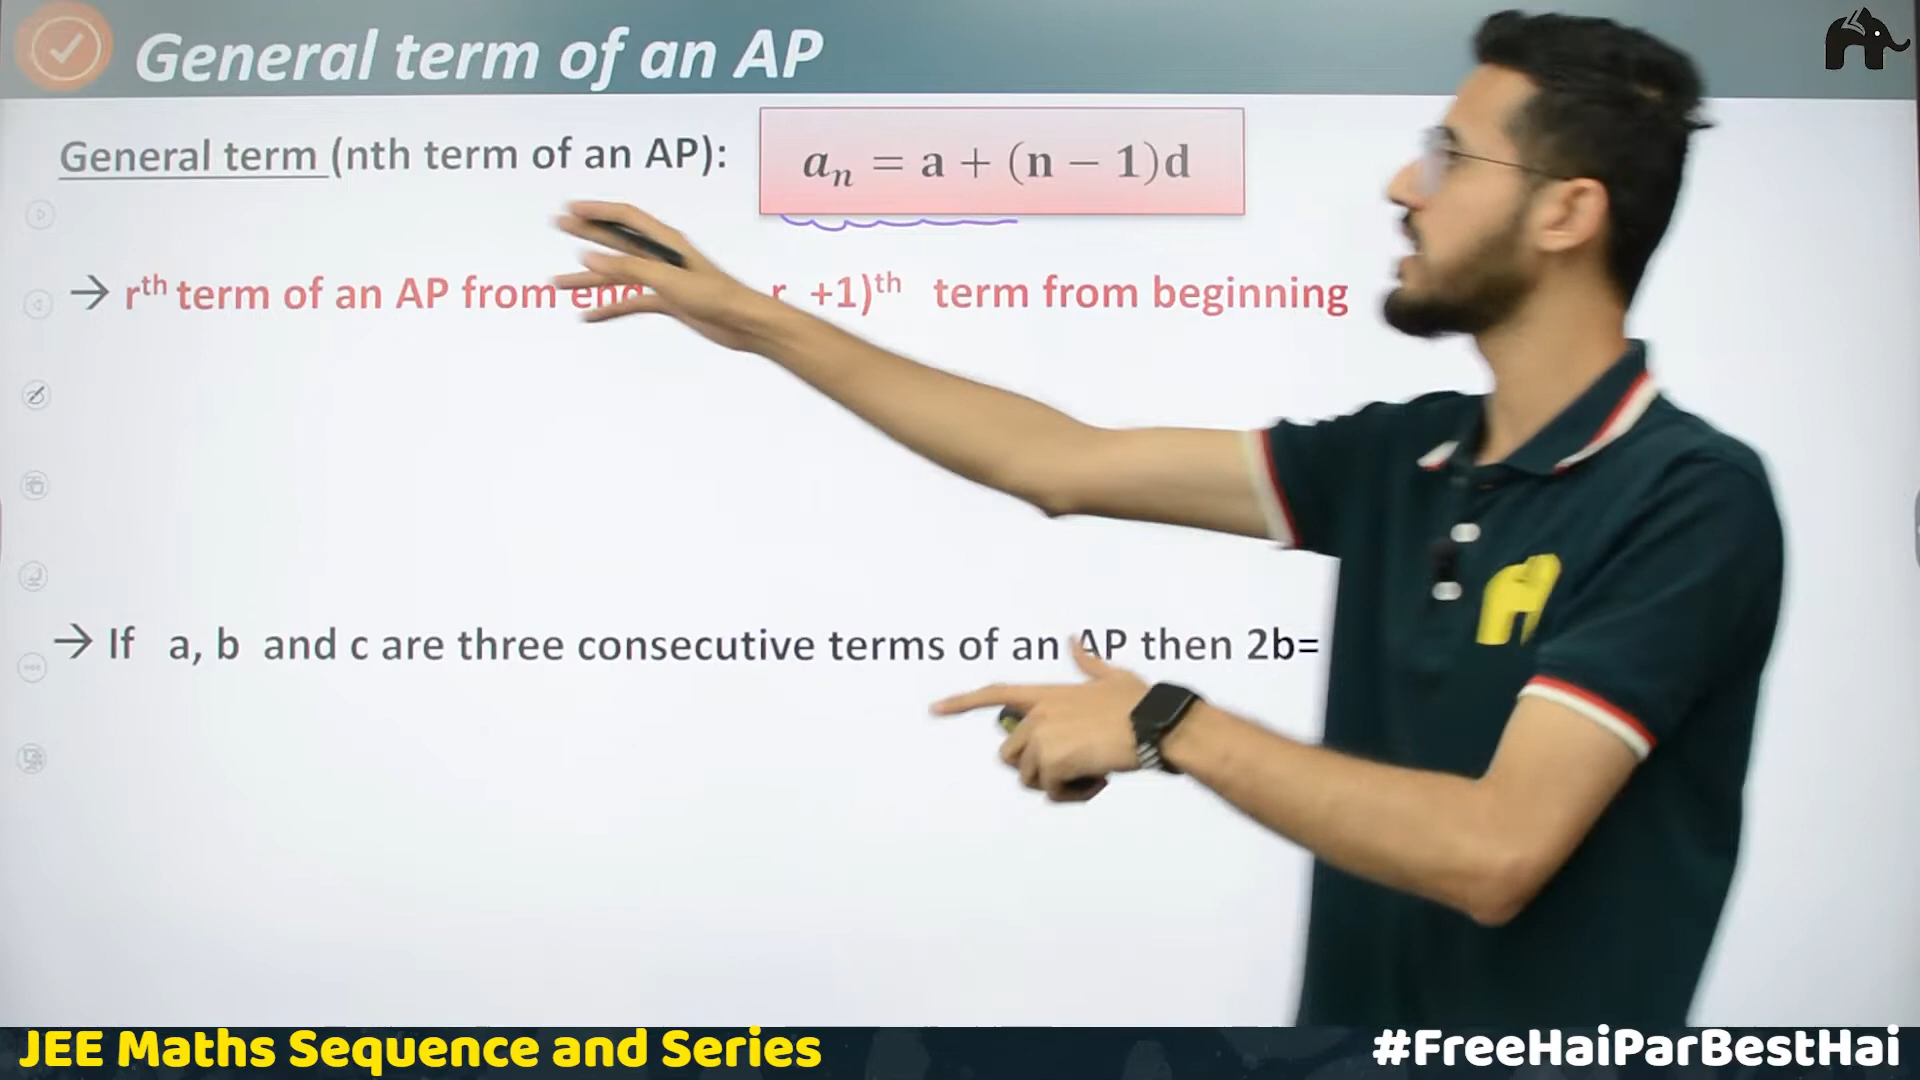 General term of an AP
General term (nth term of an AP):
aₙ = a + (n − 1)d
→ rᵗʰ term of an AP from end r +1)ᵗʰ term from beginning
→ If a, b and c are three consecutive terms of an AP then 2b=
JEE Maths Sequence and Series
#FreeHaiParBestHai